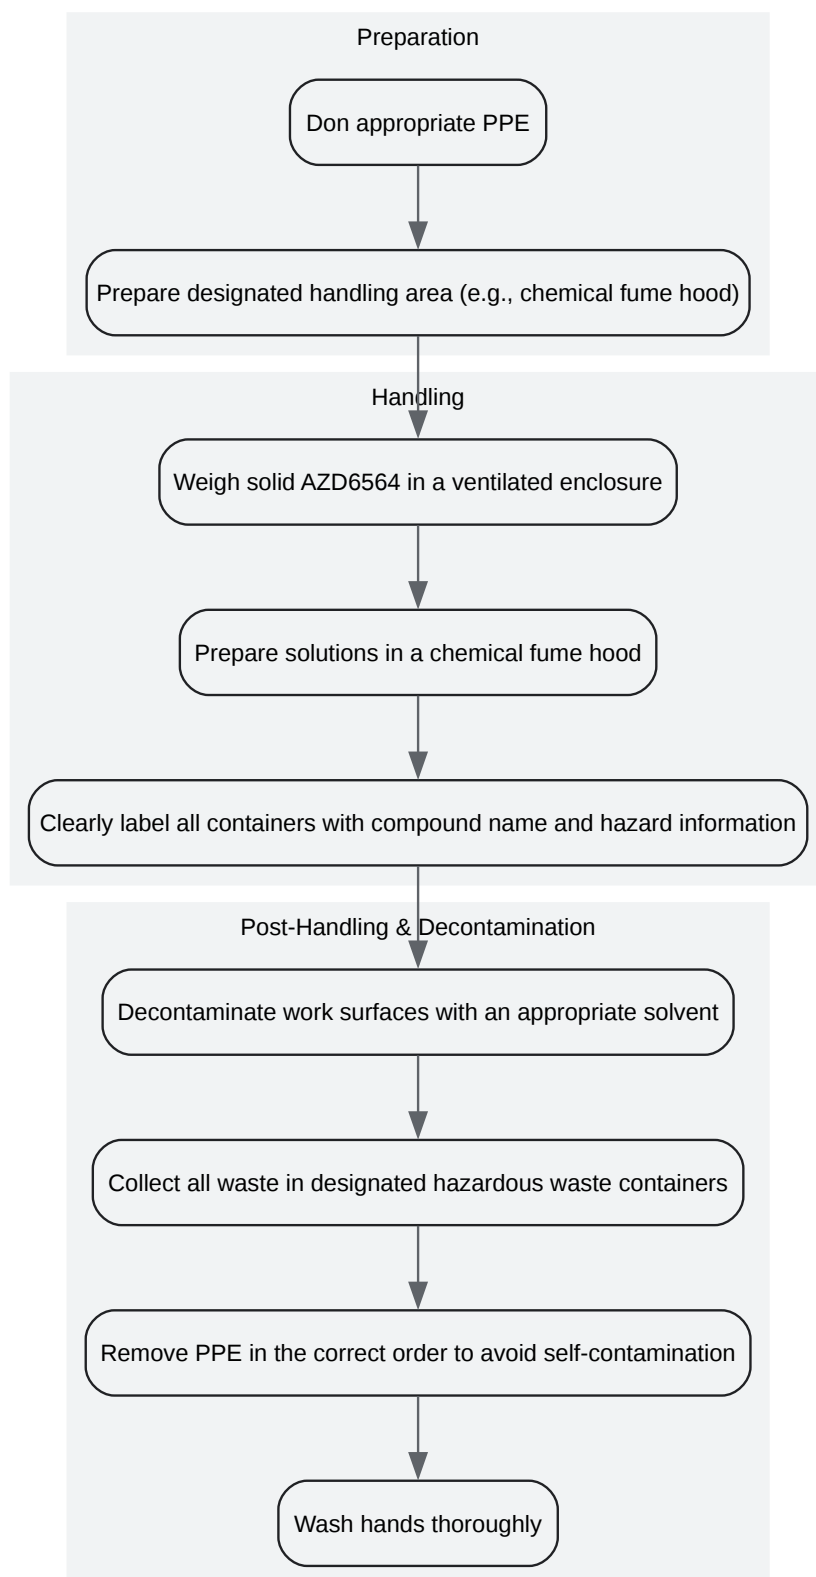 Preparation
Don appropriate PPE
Prepare designated handling area (e.g., chemical fume hood)
Handling
Weigh solid AZD6564 in a ventilated enclosure
Prepare solutions in a chemical fume hood
Clearly label all containers with compound name and hazard information
Post-Handling & Decontamination
Decontaminate work surfaces with an appropriate solvent
Collect all waste in designated hazardous waste containers
Remove PPE in the correct order to avoid self-contamination
Wash hands thoroughly